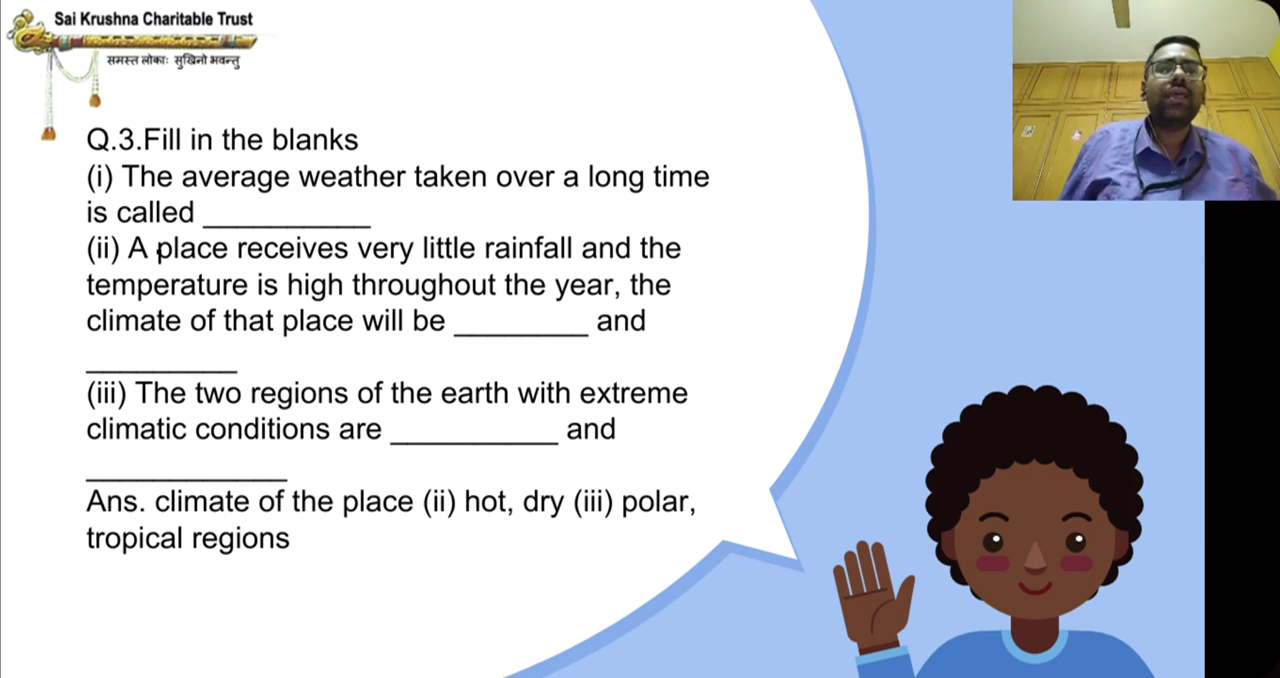 Sai Krushna Charitable Trust
समस्त लोकाः सुखिनो भवन्तु
Q.3.Fill in the blanks
(i) The average weather taken over a long time
is called __________
(ii) A place receives very little rainfall and the
temperature is high throughout the year, the
climate of that place will be ________ and
_________
(iii) The two regions of the earth with extreme
climatic conditions are __________ and
____________
Ans. climate of the place (ii) hot, dry (iii) polar,
tropical regions